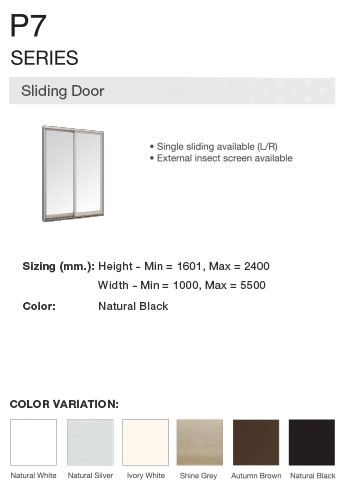 P7
SERIES
Sliding Door
• Single sliding available (L/R)
• External insect screen available
Sizing (mm.): Height - Min = 1601, Max = 2400
Width - Min = 1000, Max = 5500
Color: Natural Black
COLOR VARIATION:
Natural White Natural Silver Ivory White Shine Grey Autumn Brown Natural Black